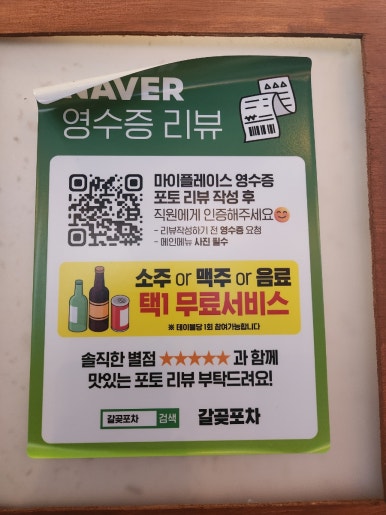 NAVER
영수증 리뷰
마이플레이스 영수증
포토 리뷰 작성 후
직원에게 인증해주세요😊
- 리뷰작성하기 전 영수증 요청
- 메인메뉴 사진 필수
소주 or 맥주 or 음료
택1 무료서비스
※ 테이블당 1회 참여가능합니다
솔직한 별점 ★★★★★ 과 함께
맛있는 포토 리뷰 부탁드려요!
갈곶포차 검색 갈곶포차